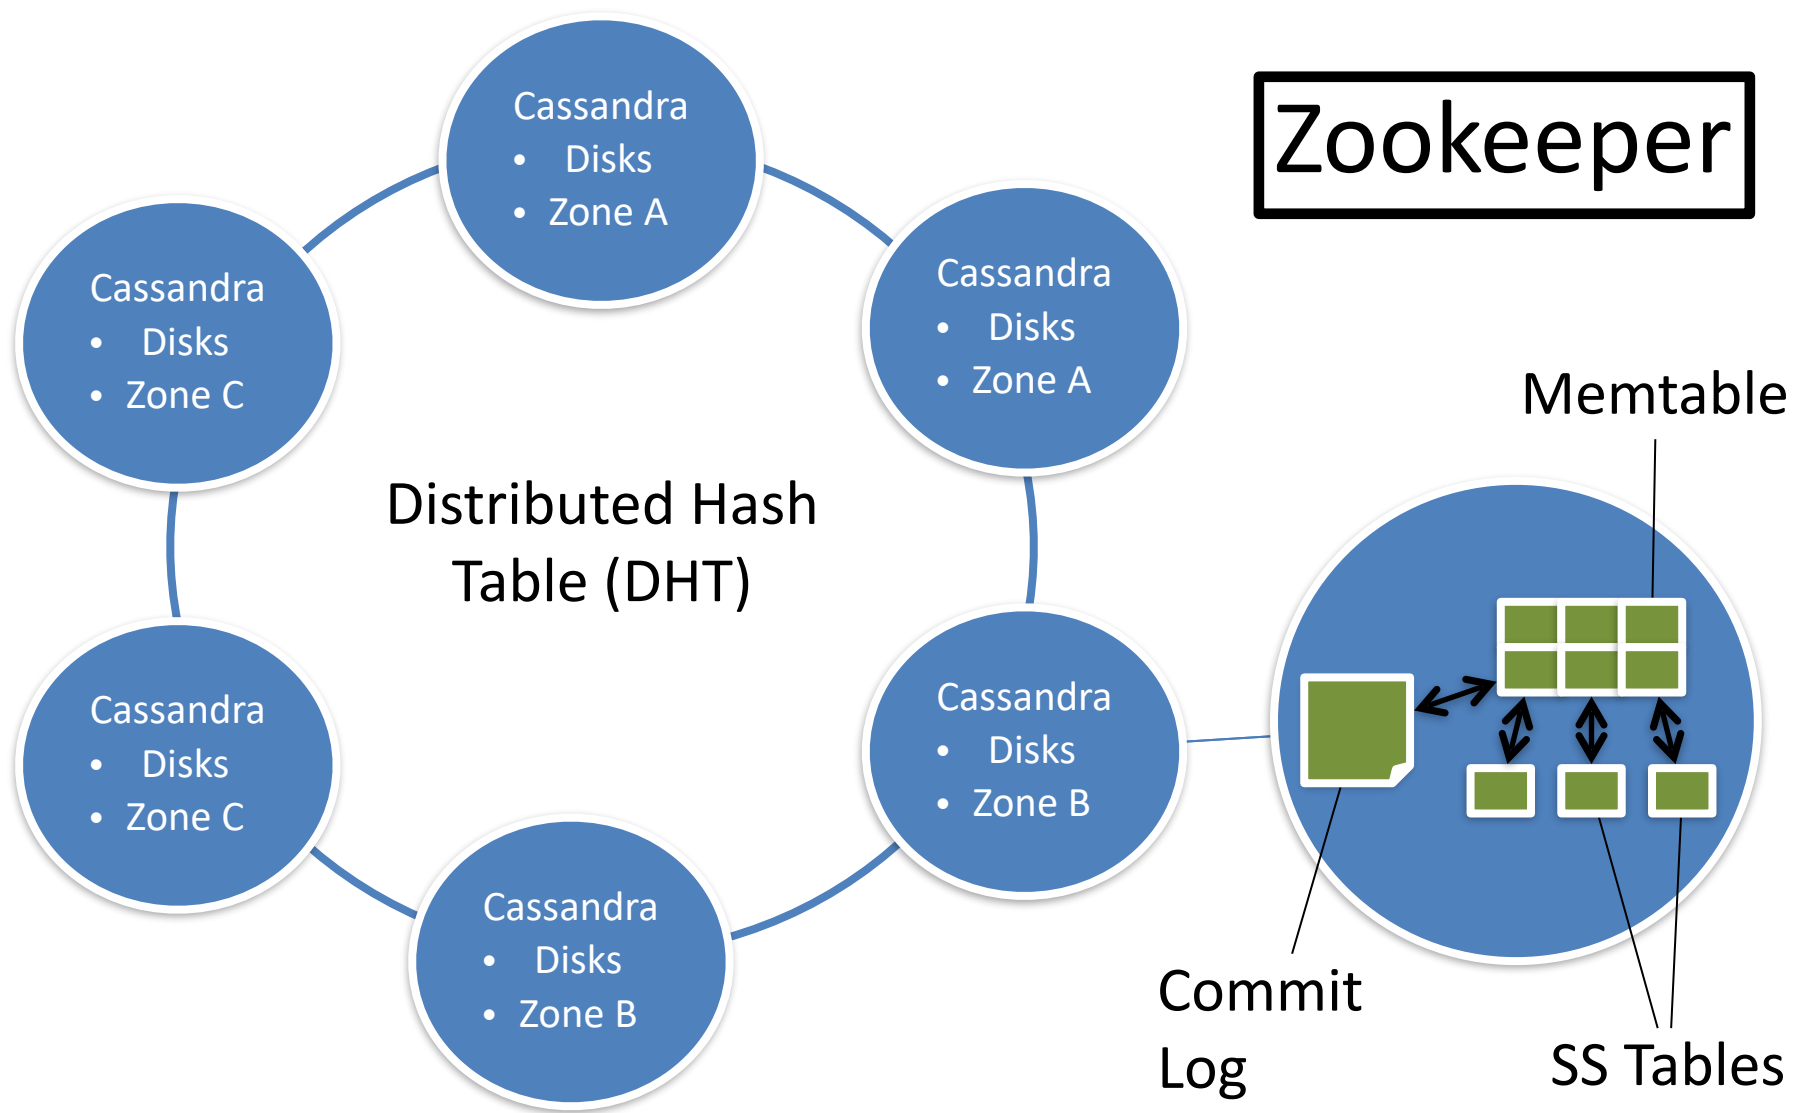 Cassandra
• Disks
• Zone A
Zookeeper
Cassandra
• Disks
• Zone C
Cassandra
• Disks
• Zone A
Memtable
Distributed Hash
Table (DHT)
Cassandra
• Disks
• Zone C
Cassandra
• Disks
• Zone B
Cassandra
• Disks
• Zone B
Commit
Log
SS Tables